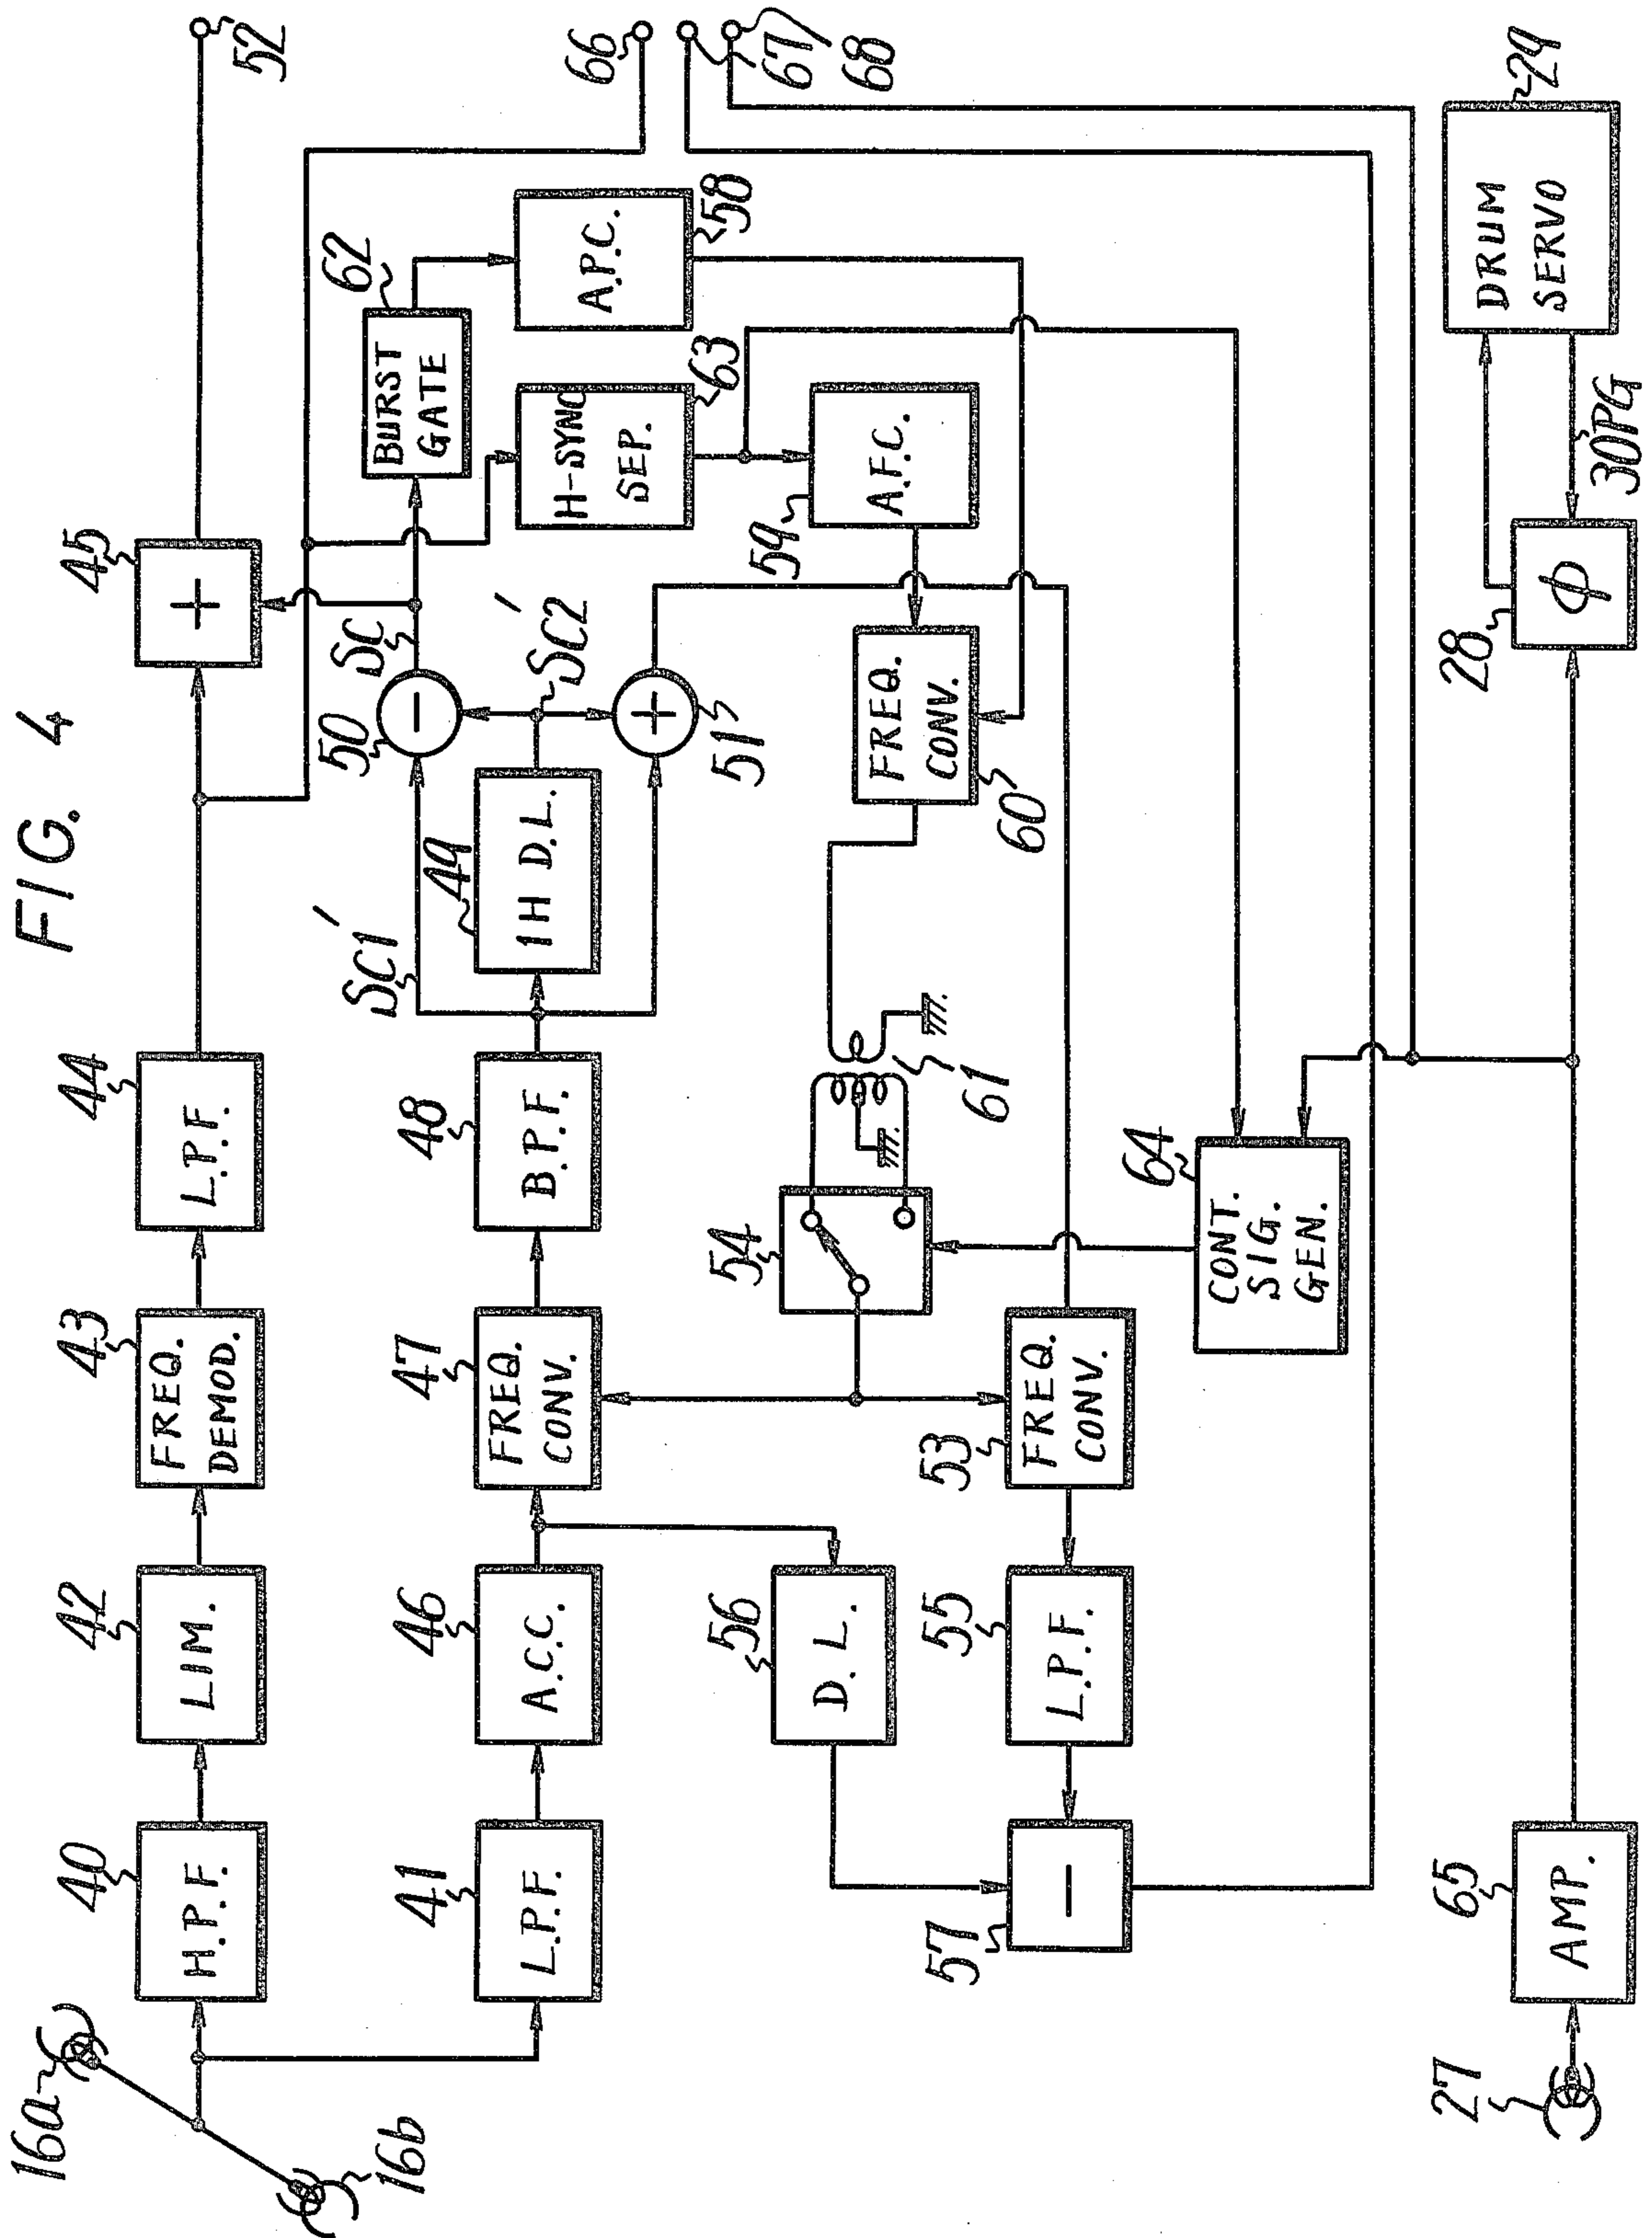 FIG. 4
16a
16b
40
H.P.F.
42
LIM.
43
FREQ.
DEMOD.
44
L.P.F.
45
+
52
41
L.P.F.
46
A.C.C.
47
FREQ.
CONV.
48
B.P.F.
SC1'
49
1H D.L.
50
−
SC
SC2'
51
+
62
BURST
GATE
58
A.P.C.
63
H-SYNC
SEP.
59
A.F.C.
60
FREQ.
CONV.
61
54
56
D.L.
57
−
55
L.P.F.
53
FREQ.
CONV.
64
CONT.
SIG.
GEN.
66
67
68
27
65
AMP.
28
Φ
30PG
29
DRUM
SERVO